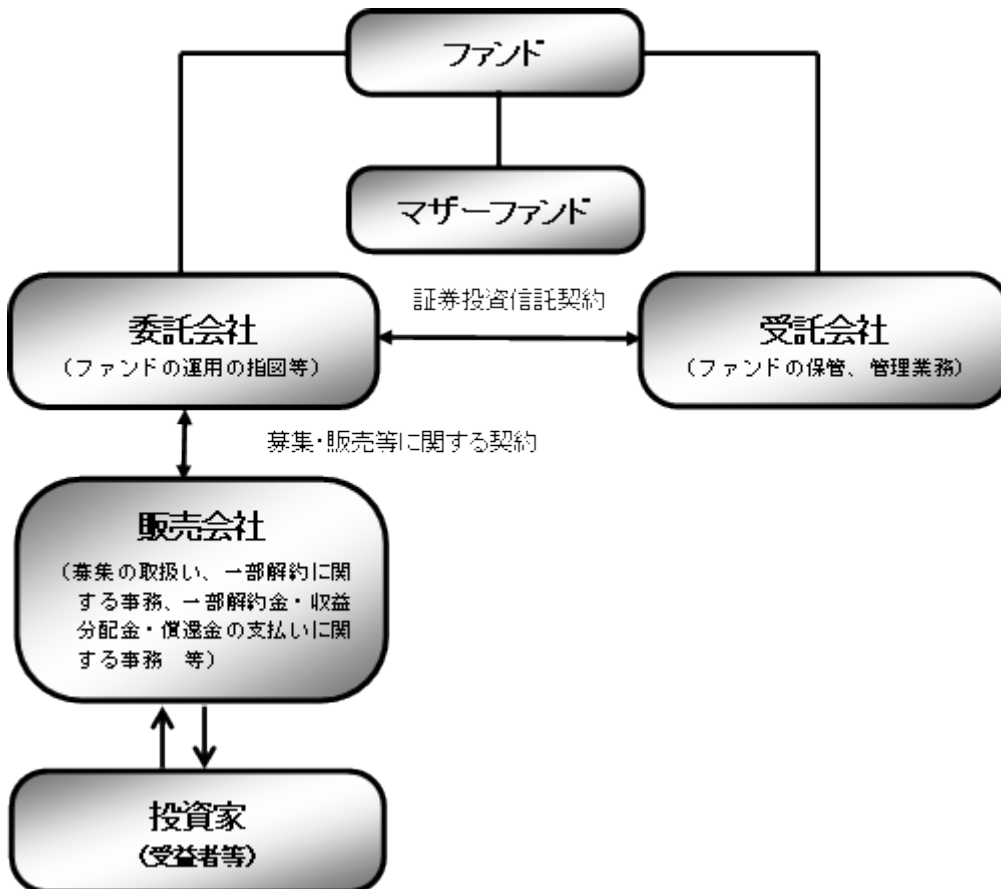 ファンド
マザーファンド
証券投資信託契約
委託会社
（ファンドの運用の指図等）
受託会社
（ファンドの保管、管理業務）
募集・販売等に関する契約
販売会社
（募集の取扱い、一部解約に関
する事務、一部解約金・収益
分配金・償還金の支払いに関
する事務　等）
投資家
（受益者等）